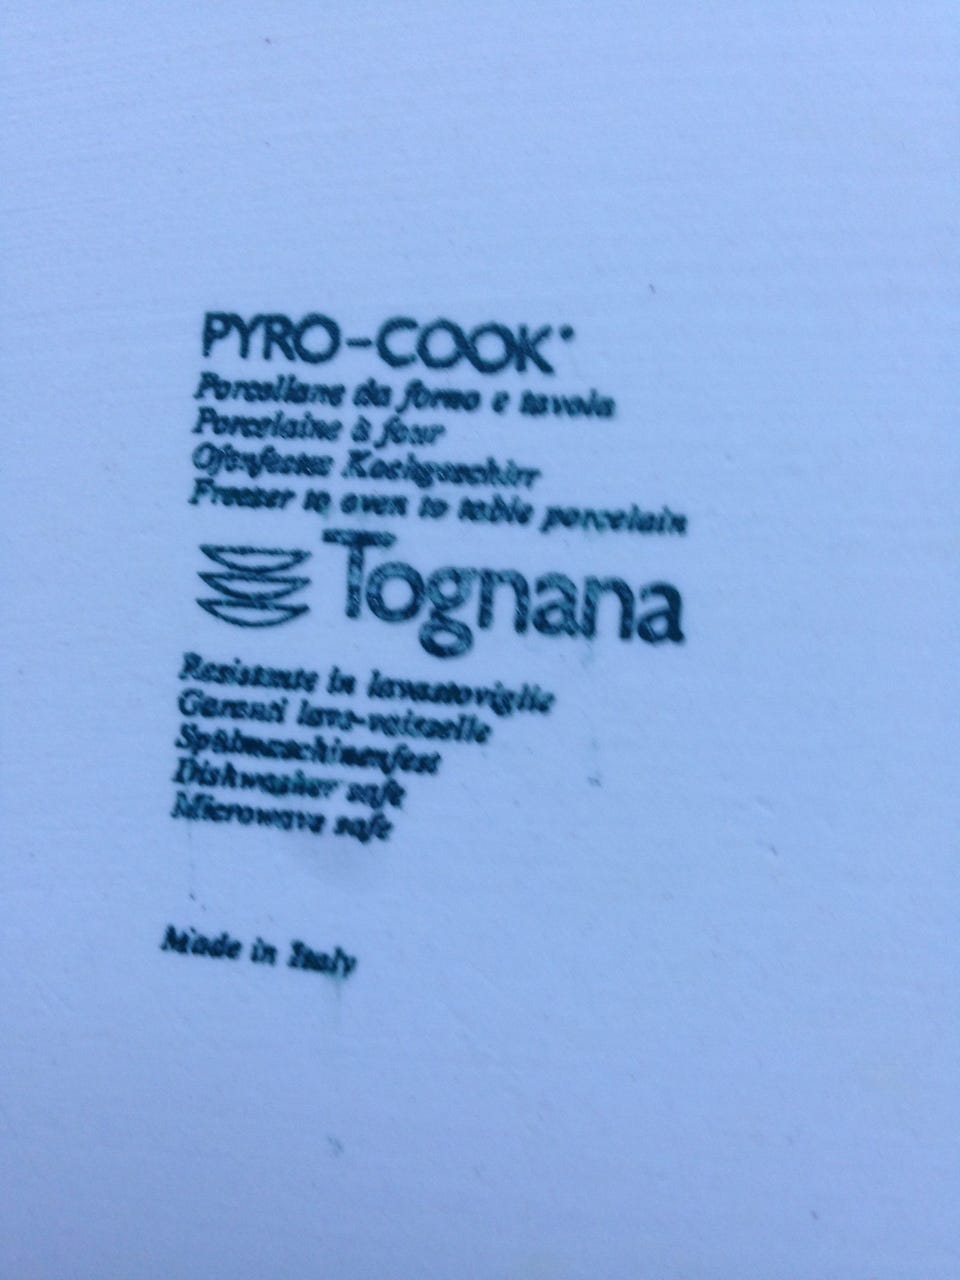 PYRO-COOK®
Porcellane da forno e tavola
Porcelaine à four
Ofenfestes Kochgeschirr
Freezer to oven to table porcelain
Tognana
Resistente in lavastoviglie
Garanti lave-vaisselle
Spülmaschinenfest
Dishwasher safe
Microwave safe
Made in Italy